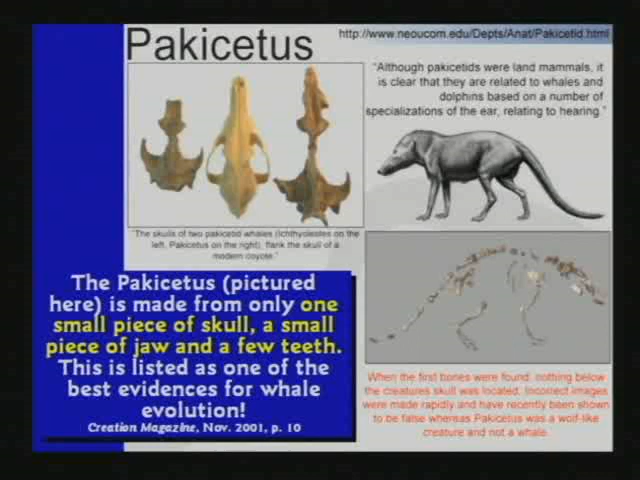 Pakicetus
http://www.neoucom.edu/Depts/Anat/Pakicetid.html
"Although pakicetids were land mammals, it
is clear that they are related to whales and
dolphins based on a number of
specializations of the ear, relating to hearing."
"The skulls of two pakicetid whales (Ichthyolestes on the
left, Pakicetus on the right), flank the skull of a
modern coyote."
The Pakicetus (pictured
here) is made from only one
small piece of skull, a small
piece of jaw and a few teeth.
This is listed as one of the
best evidences for whale
evolution!
Creation Magazine, Nov. 2001, p. 10
When the first bones were found, nothing below
the creatures skull was located. Incorrect images
were made rapidly and have recently been shown
to be false whereas Pakicetus was a wolf-like
creature and not a whale.